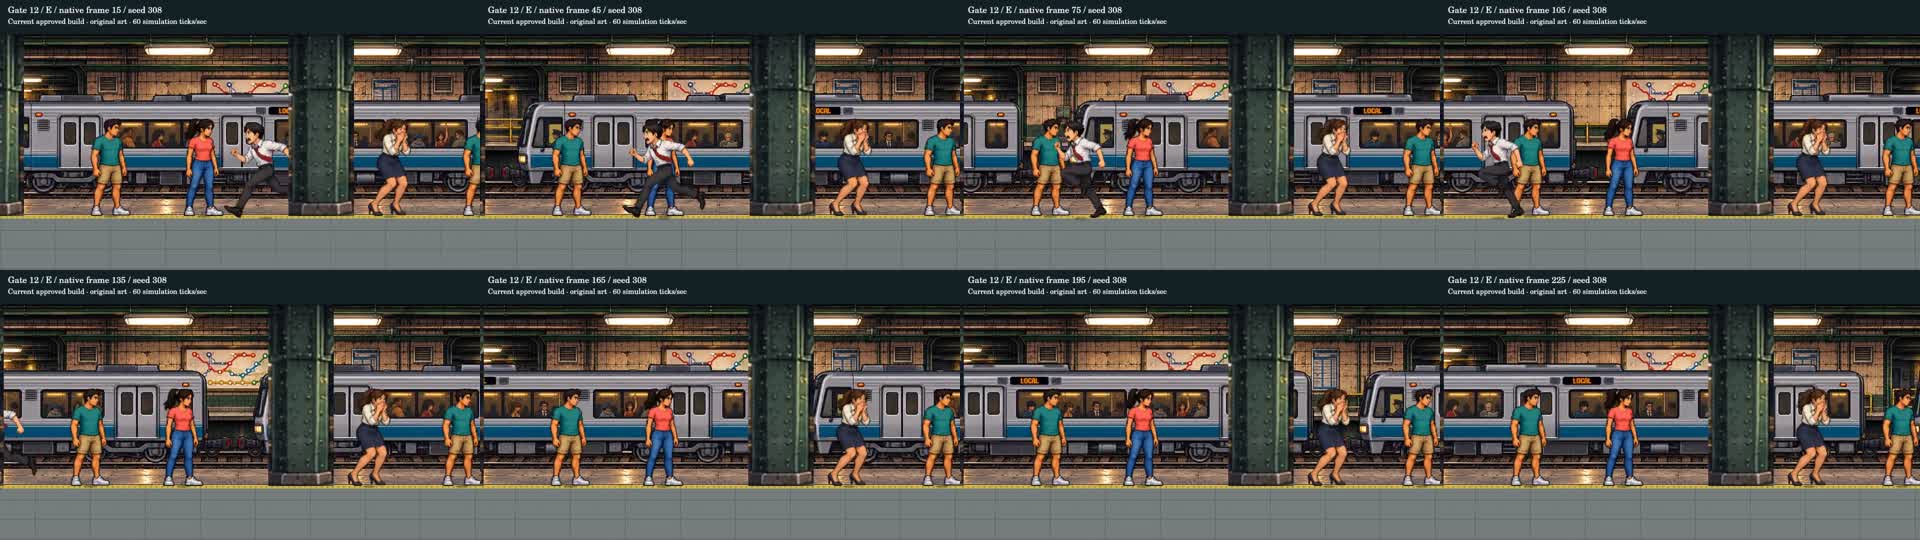 Gate 12 / E / native frame 15 / seed 308
Current approved build - original art - 60 simulation ticks/sec
Gate 12 / E / native frame 45 / seed 308
Current approved build - original art - 60 simulation ticks/sec
Gate 12 / E / native frame 75 / seed 308
Current approved build - original art - 60 simulation ticks/sec
Gate 12 / E / native frame 105 / seed 308
Current approved build - original art - 60 simulation ticks/sec
LOCAL
LOCAL
Gate 12 / E / native frame 135 / seed 308
Current approved build - original art - 60 simulation ticks/sec
Gate 12 / E / native frame 165 / seed 308
Current approved build - original art - 60 simulation ticks/sec
Gate 12 / E / native frame 195 / seed 308
Current approved build - original art - 60 simulation ticks/sec
Gate 12 / E / native frame 225 / seed 308
Current approved build - original art - 60 simulation ticks/sec
LOCAL
LOCAL